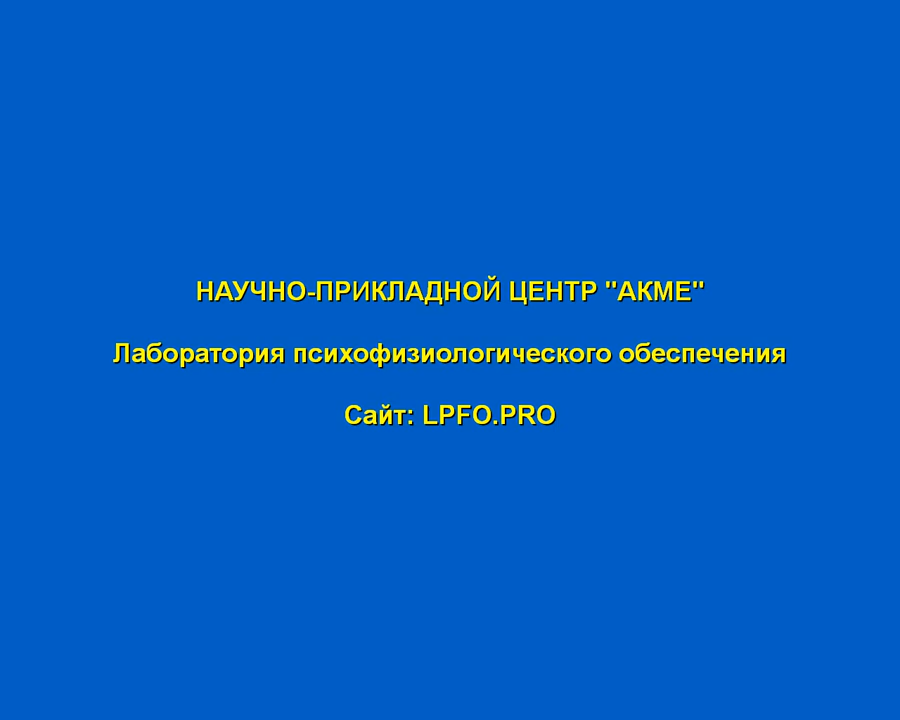 НАУЧНО-ПРИКЛАДНОЙ ЦЕНТР "АКМЕ"
Лаборатория психофизиологического обеспечения
Сайт: LPFO.PRO